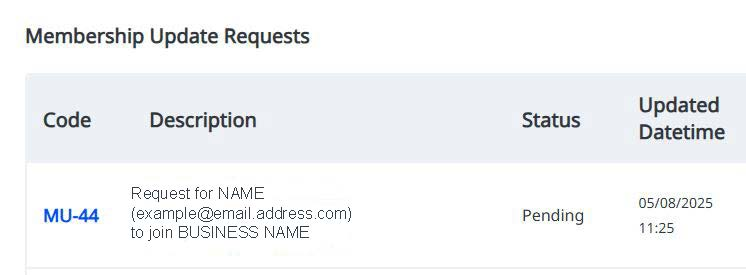 Membership Update Requests
Code Description Status Updated
Datetime
MU-44 Request for NAME
(example@email.address.com)
to join BUSINESS NAME
Pending
05/08/2025
11:25